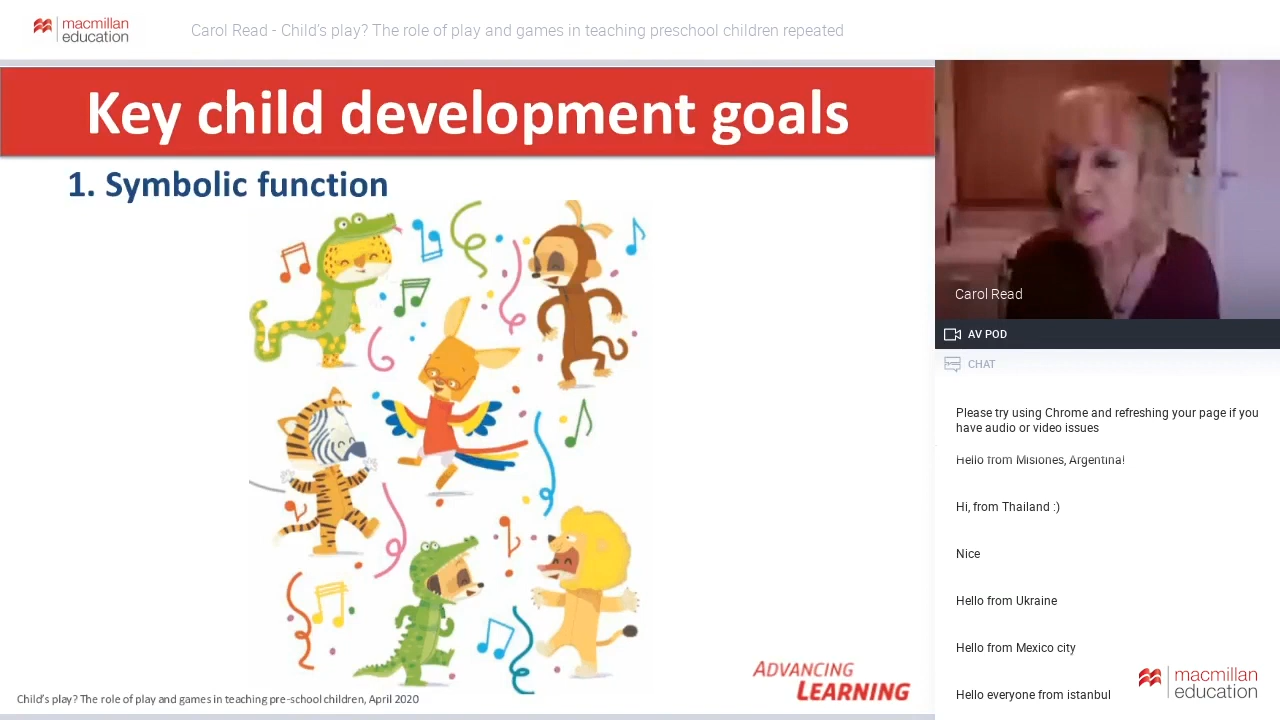 macmillan
education
Carol Read - Child's play? The role of play and games in teaching preschool children repeated
Key child development goals
1. Symbolic function
ADVANCING
LEARNING
Child's play? The role of play and games in teaching pre-school children, April 2020
Carol Read
AV POD
CHAT
Please try using Chrome and refreshing your page if you
have audio or video issues
Hello from Misiones, Argentina!
Hi, from Thailand :)
Nice
Hello from Ukraine
Hello from Mexico city
Hello everyone from istanbul
macmillan
education